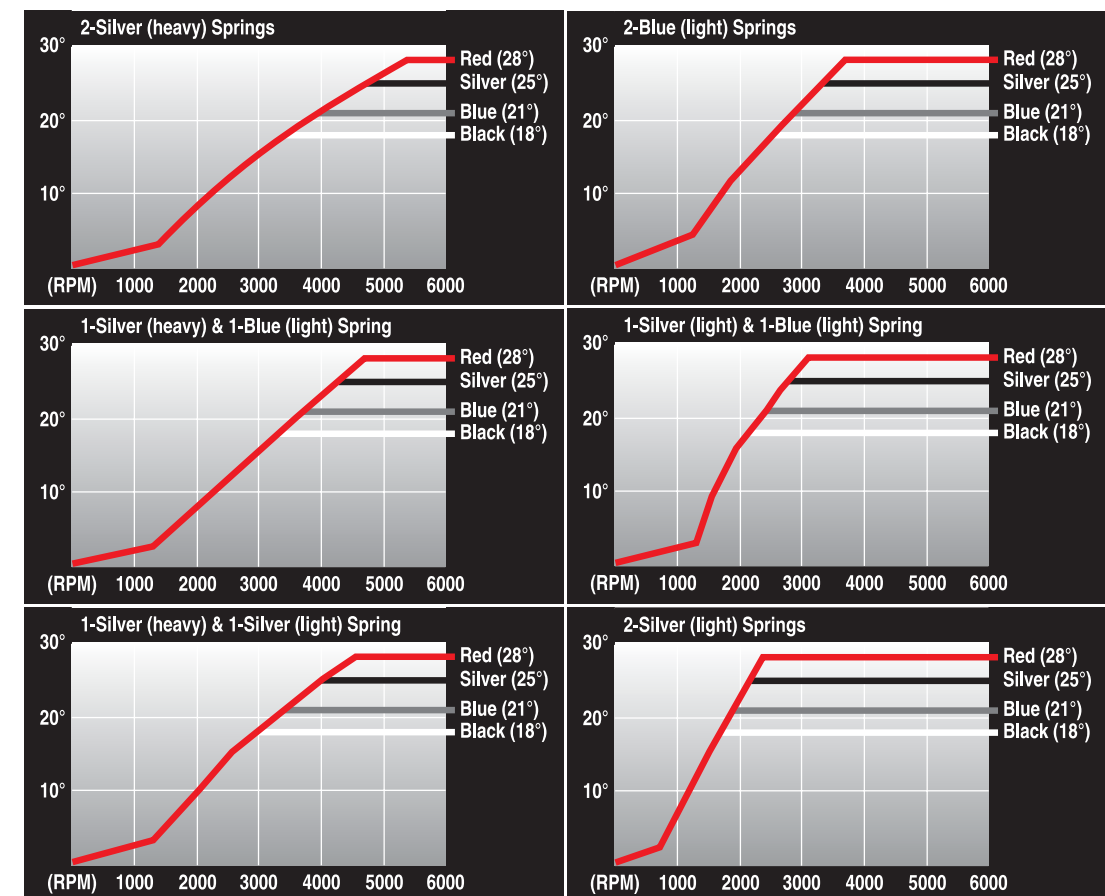 2-Silver (heavy) Springs
30°
20°
10°
Red (28°)
Silver (25°)
Blue (21°)
Black (18°)
(RPM) 1000 2000 3000 4000 5000 6000
2-Blue (light) Springs
30°
20°
10°
Red (28°)
Silver (25°)
Blue (21°)
Black (18°)
(RPM) 1000 2000 3000 4000 5000 6000
1-Silver (heavy) & 1-Blue (light) Spring
30°
20°
10°
Red (28°)
Silver (25°)
Blue (21°)
Black (18°)
(RPM) 1000 2000 3000 4000 5000 6000
1-Silver (light) & 1-Blue (light) Spring
30°
20°
10°
Red (28°)
Silver (25°)
Blue (21°)
Black (18°)
(RPM) 1000 2000 3000 4000 5000 6000
1-Silver (heavy) & 1-Silver (light) Spring
30°
20°
10°
Red (28°)
Silver (25°)
Blue (21°)
Black (18°)
(RPM) 1000 2000 3000 4000 5000 6000
2-Silver (light) Springs
30°
20°
10°
Red (28°)
Silver (25°)
Blue (21°)
Black (18°)
(RPM) 1000 2000 3000 4000 5000 6000